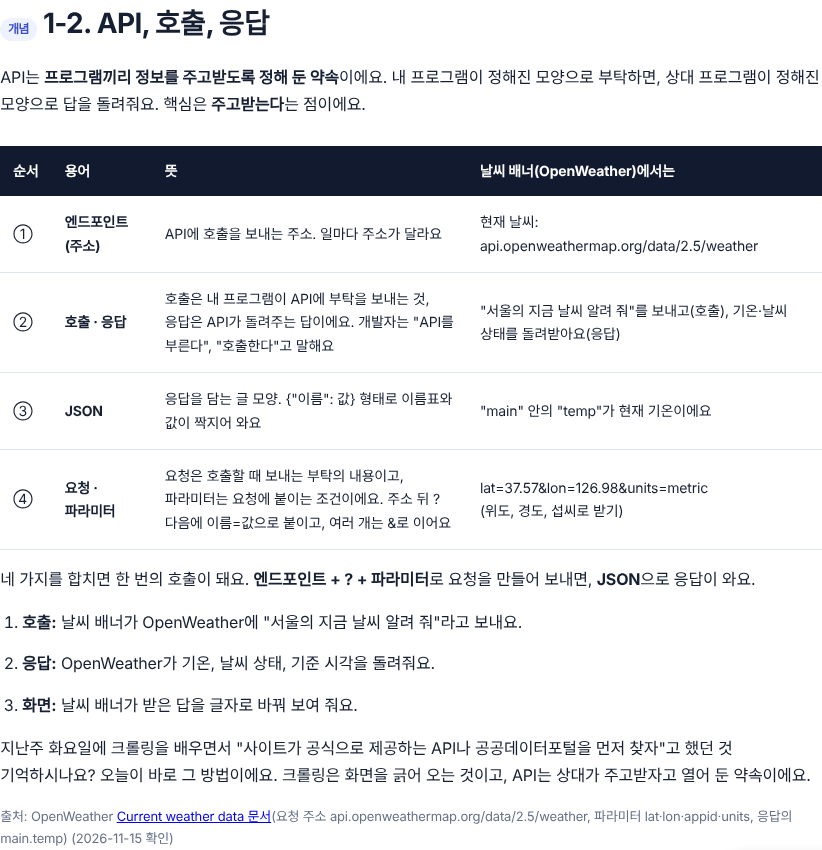 개념 1-2. API, 호출, 응답
API는 프로그램끼리 정보를 주고받도록 정해 둔 약속이에요. 내 프로그램이 정해진 모양으로 부탁하면, 상대 프로그램이 정해진
모양으로 답을 돌려줘요. 핵심은 주고받는다는 점이에요.
순서 용어 뜻 날씨 배너(OpenWeather)에서는
① 엔드포인트
(주소)
API에 호출을 보내는 주소. 일마다 주소가 달라요
현재 날씨:
api.openweathermap.org/data/2.5/weather
② 호출 · 응답
호출은 내 프로그램이 API에 부탁을 보내는 것,
응답은 API가 돌려주는 답이에요. 개발자는 "API를
부른다", "호출한다"고 말해요
"서울의 지금 날씨 알려 줘"를 보내고(호출), 기온·날씨
상태를 돌려받아요(응답)
③ JSON
응답을 담는 글 모양. {"이름": 값} 형태로 이름표와
값이 짝지어 와요
"main" 안의 "temp"가 현재 기온이에요
④ 요청 ·
파라미터
요청은 호출할 때 보내는 부탁의 내용이고,
파라미터는 요청에 붙이는 조건이에요. 주소 뒤 ?
다음에 이름=값으로 붙이고, 여러 개는 &로 이어요
lat=37.57&lon=126.98&units=metric
(위도, 경도, 섭씨로 받기)
네 가지를 합치면 한 번의 호출이 돼요. 엔드포인트 + ? + 파라미터로 요청을 만들어 보내면, JSON으로 응답이 와요.
1. 호출: 날씨 배너가 OpenWeather에 "서울의 지금 날씨 알려 줘"라고 보내요.
2. 응답: OpenWeather가 기온, 날씨 상태, 기준 시각을 돌려줘요.
3. 화면: 날씨 배너가 받은 답을 글자로 바꿔 보여 줘요.
지난주 화요일에 크롤링을 배우면서 "사이트가 공식으로 제공하는 API나 공공데이터포털을 먼저 찾자"고 했던 것
기억하시나요? 오늘이 바로 그 방법이에요. 크롤링은 화면을 긁어 오는 것이고, API는 상대가 주고받자고 열어 둔 약속이에요.
출처: OpenWeather Current weather data 문서(요청 주소 api.openweathermap.org/data/2.5/weather, 파라미터 lat·lon·appid·units, 응답의
main.temp) (2026-11-15 확인)